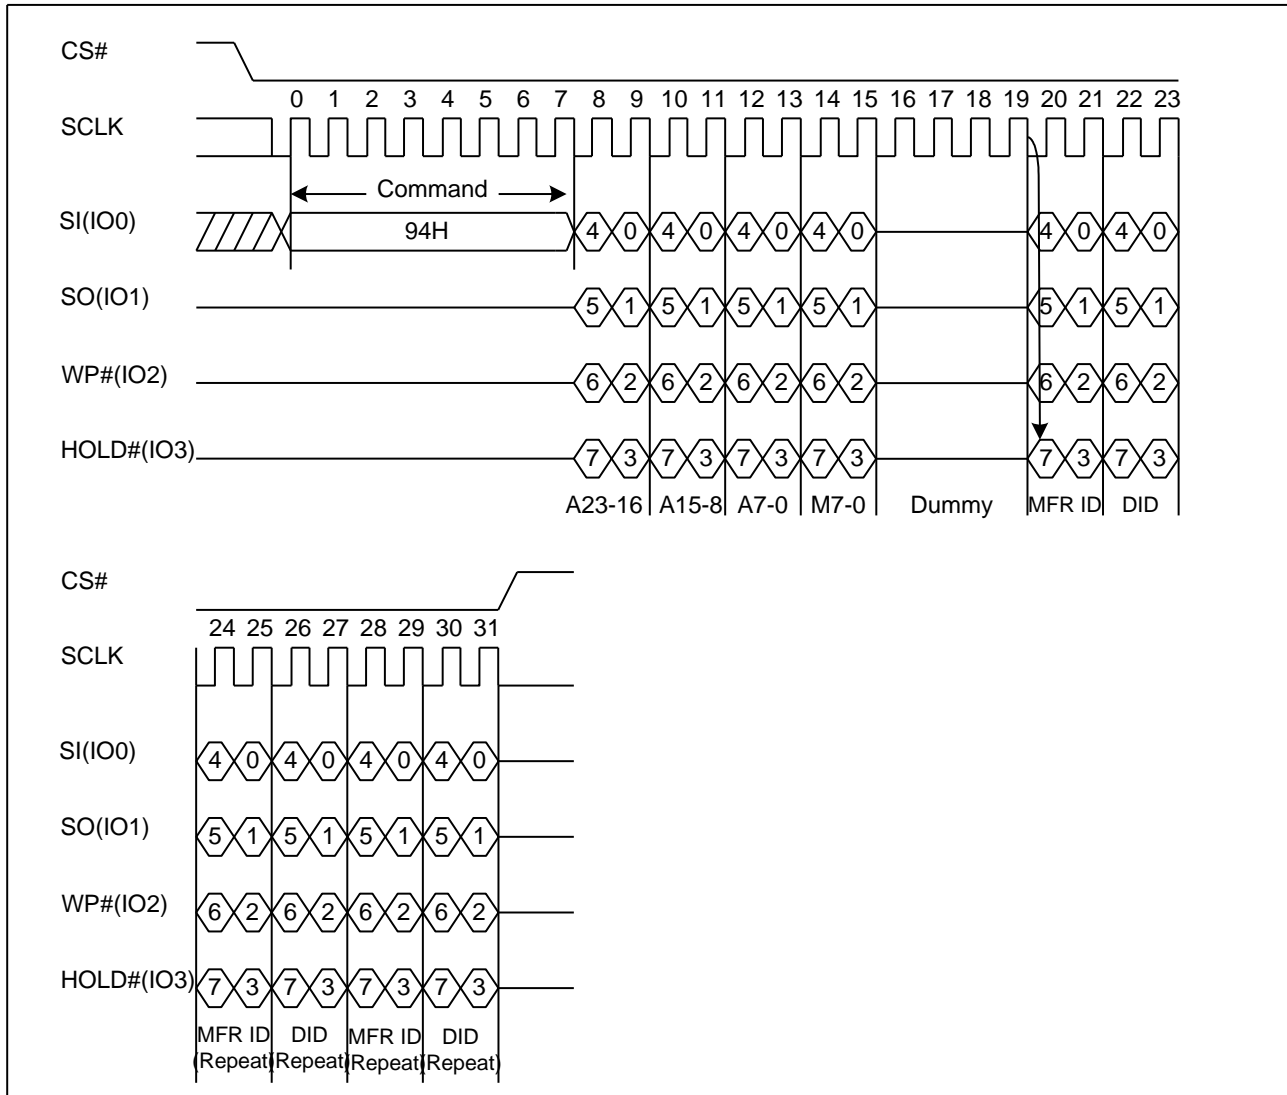 CS#
0 1 2 3 4 5 6 7 8 9 10 11 12 13 14 15 16 17 18 19 20 21 22 23
SCLK
Command
SI(IO0) 94H 4 0 4 0 4 0 4 0 4 0 4 0
SO(IO1) 5 1 5 1 5 1 5 1 5 1 5 1
WP#(IO2) 6 2 6 2 6 2 6 2 6 2 6 2
HOLD#(IO3) 7 3 7 3 7 3 7 3 7 3 7 3
A23-16 A15-8 A7-0 M7-0 Dummy MFR ID DID
CS#
24 25 26 27 28 29 30 31
SCLK
SI(IO0) 4 0 4 0 4 0 4 0
SO(IO1) 5 1 5 1 5 1 5 1
WP#(IO2) 6 2 6 2 6 2 6 2
HOLD#(IO3) 7 3 7 3 7 3 7 3
MFR ID DID MFR ID DID
(Repeat) (Repeat) (Repeat) (Repeat)